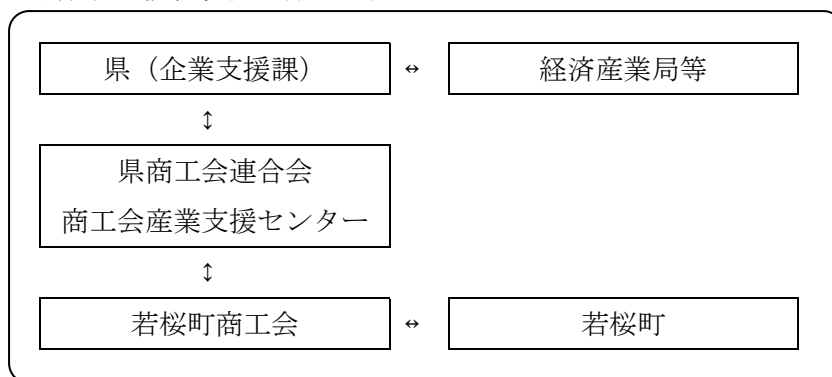 県（企業支援課） ↔ 経済産業局等
↕
県商工会連合会
商工会産業支援センター
↕
若桜町商工会 ↔ 若桜町